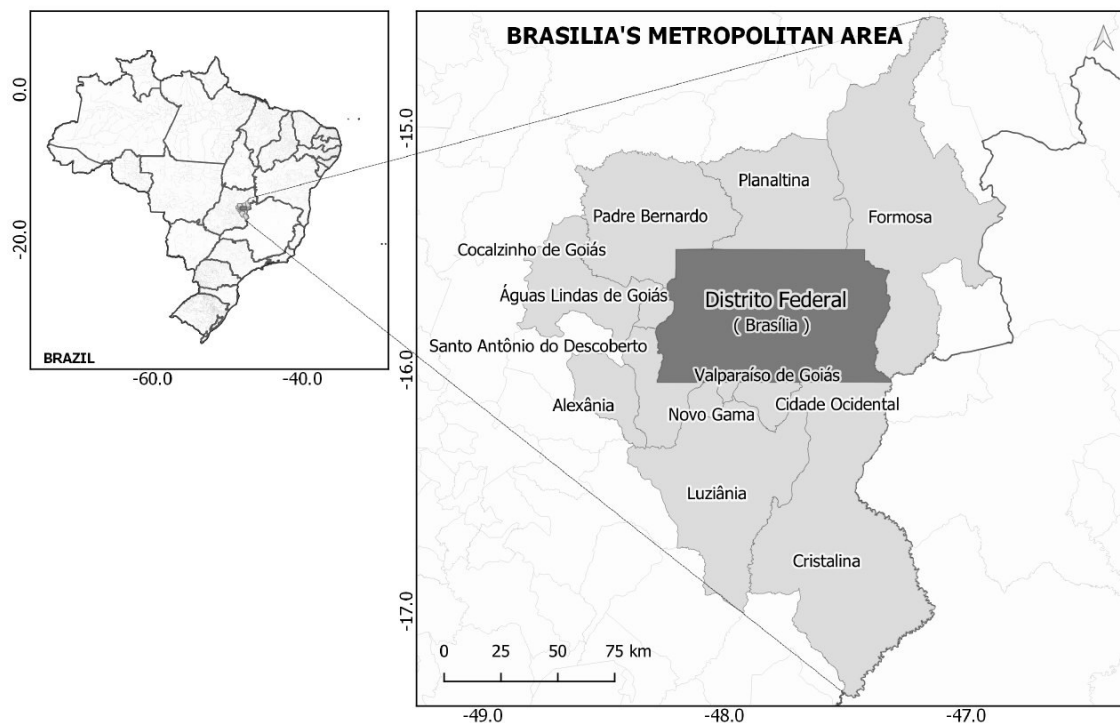 BRASILIA'S METROPOLITAN AREA
0.0
-20.0
BRAZIL
-60.0
-40.0
-15.0
-16.0
-17.0
Planaltina
Padre Bernardo
Formosa
Cocalzinho de Goiás
Águas Lindas de Goiás
Distrito Federal
( Brasília )
Santo Antônio do Descoberto
Valparaíso de Goiás
Alexânia
Novo Gama
Cidade Ocidental
Luziânia
Cristalina
0 25 50 75 km
-49.0
-48.0
-47.0